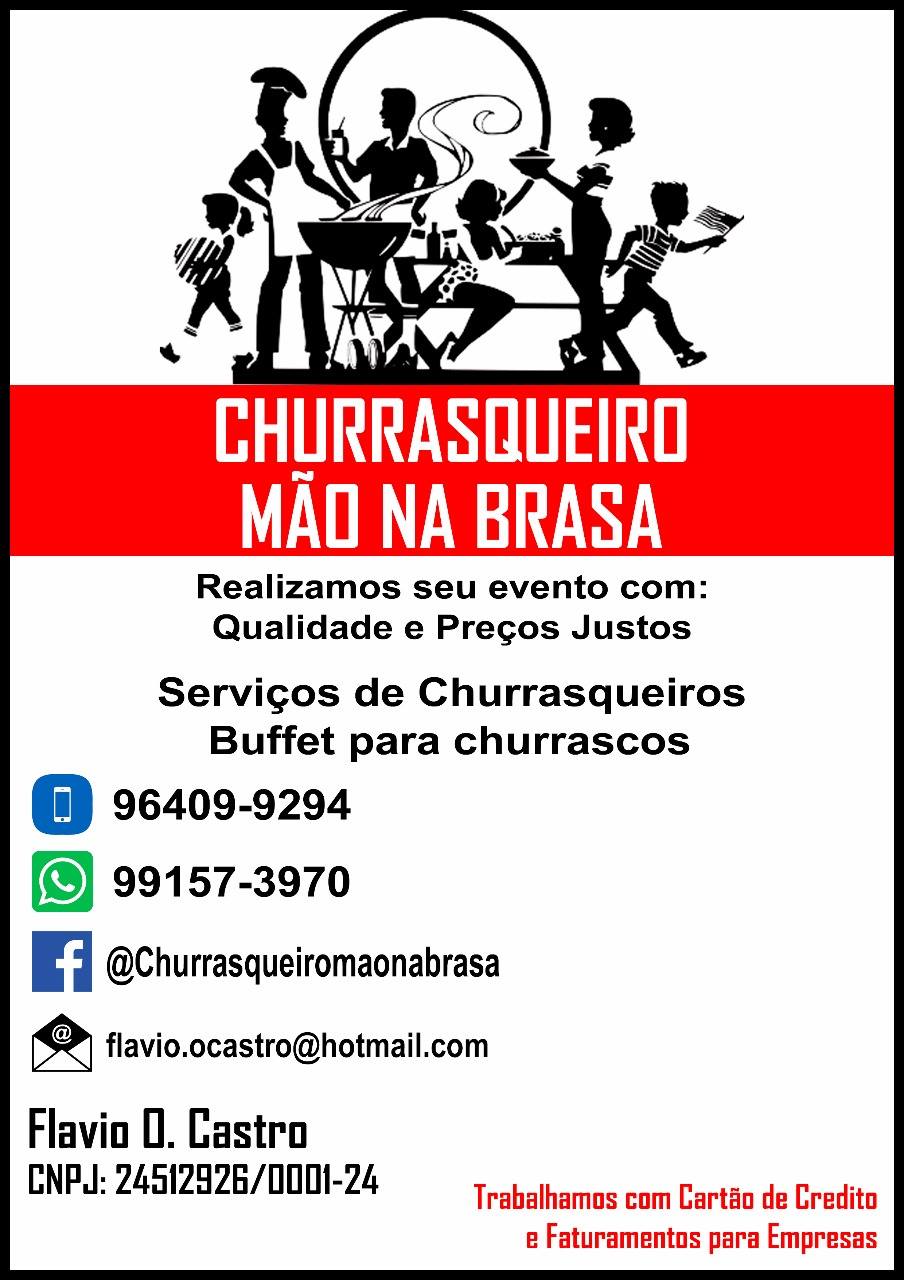 CHURRASQUEIRO
MÃO NA BRASA
Realizamos seu evento com:
Qualidade e Preços Justos
Serviços de Churrasqueiros
Buffet para churrascos
96409-9294
99157-3970
@Churrasqueiromaonabrasa
flavio.ocastro@hotmail.com
Flavio O. Castro
CNPJ: 24512926/0001-24
Trabalhamos com Cartão de Credito
e Faturamentos para Empresas